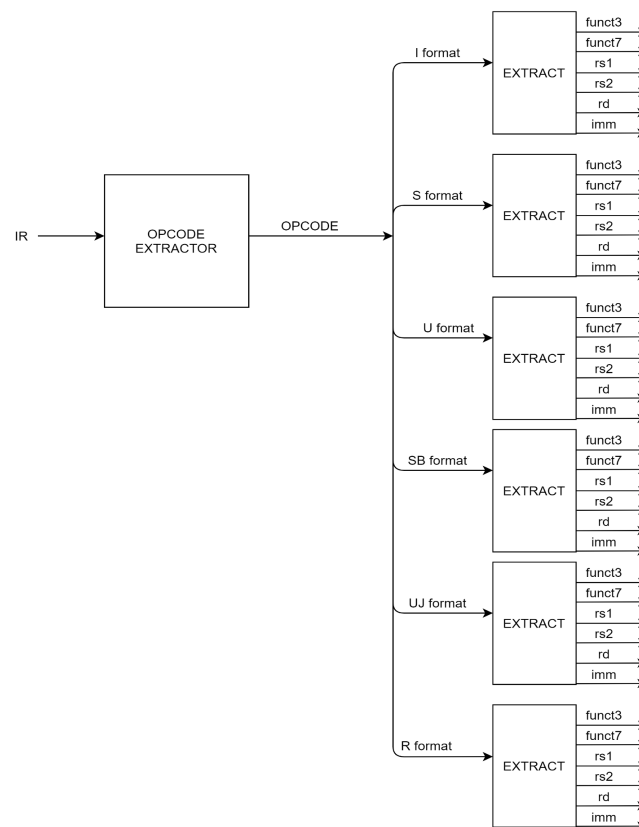 IR
OPCODE
EXTRACTOR
OPCODE
I format
EXTRACT
funct3
funct7
rs1
rs2
rd
imm
S format
EXTRACT
funct3
funct7
rs1
rs2
rd
imm
U format
EXTRACT
funct3
funct7
rs1
rs2
rd
imm
SB format
EXTRACT
funct3
funct7
rs1
rs2
rd
imm
UJ format
EXTRACT
funct3
funct7
rs1
rs2
rd
imm
R format
EXTRACT
funct3
funct7
rs1
rs2
rd
imm